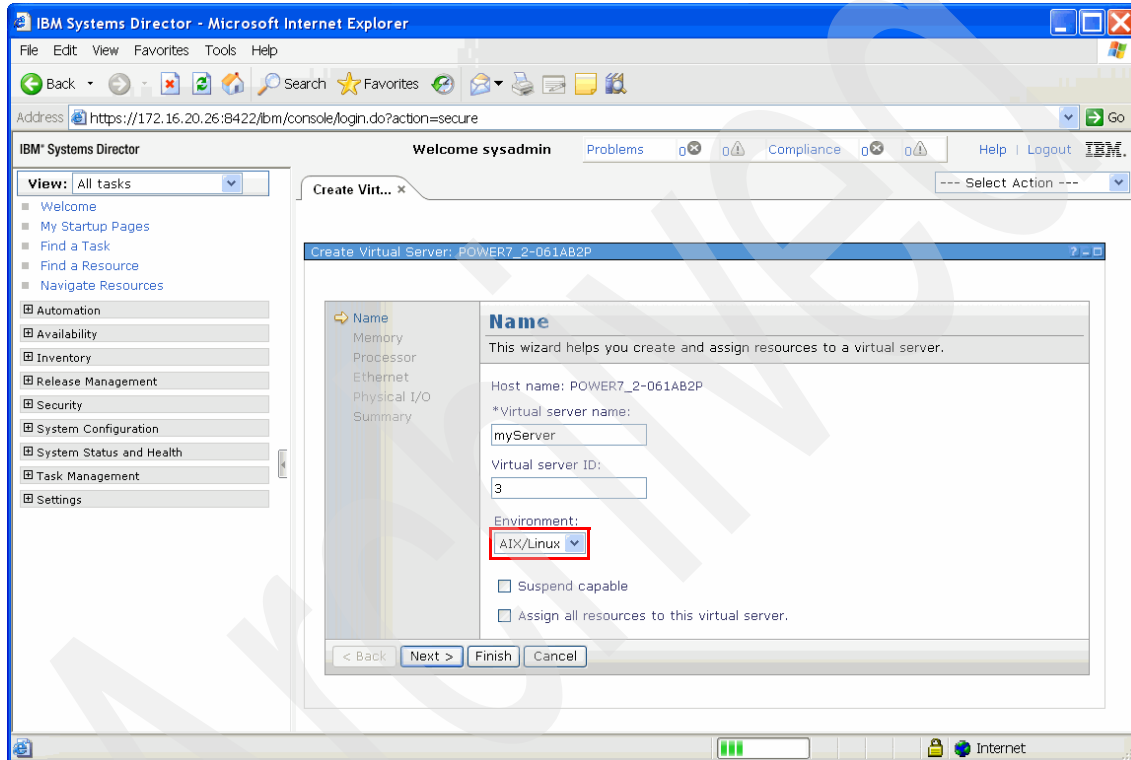 IBM Systems Director - Microsoft Internet Explorer
File Edit View Favorites Tools Help
Back Search Favorites
Address https://172.16.20.26:8422/ibm/console/login.do?action=secure Go
IBM® Systems Director Welcome sysadmin Problems 0 0 Compliance 0 0 Help | Logout IBM.
View: All tasks
Create Virt... ×
--- Select Action ---
Welcome
My Startup Pages
Find a Task
Find a Resource
Navigate Resources
Automation
Availability
Inventory
Release Management
Security
System Configuration
System Status and Health
Task Management
Settings
Create Virtual Server: POWER7_2-061AB2P
Name
Memory
Processor
Ethernet
Physical I/O
Summary
Name
This wizard helps you create and assign resources to a virtual server.
Host name: POWER7_2-061AB2P
*Virtual server name:
myServer
Virtual server ID:
3
Environment:
AIX/Linux
Suspend capable
Assign all resources to this virtual server.
< Back Next > Finish Cancel
Internet
Archived